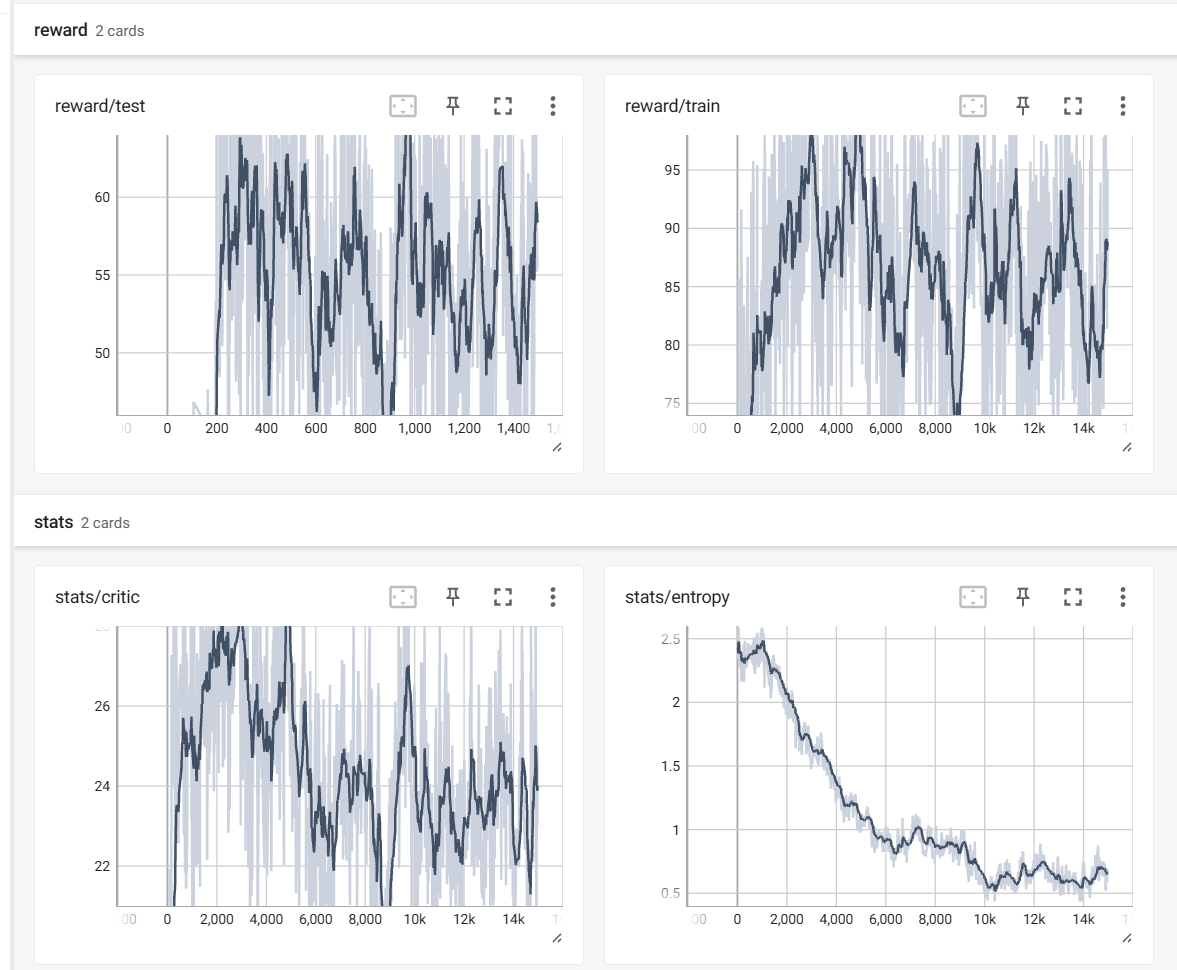 reward 2 cards
reward/test
reward/train
60
55
50
0 200 400 600 800 1,000 1,200 1,400
95
90
85
80
75
00 0 2,000 4,000 6,000 8,000 10k 12k 14k
stats 2 cards
stats/critic
stats/entropy
26
24
22
00 0 2,000 4,000 6,000 8,000 10k 12k 14k
2.5
2
1.5
1
0.5
00 0 2,000 4,000 6,000 8,000 10k 12k 14k